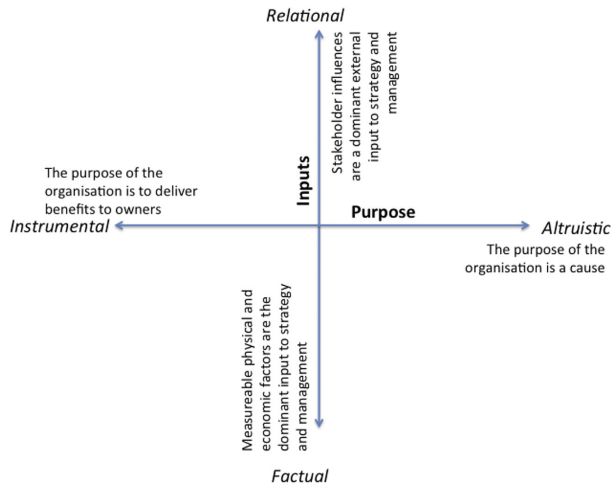 Relational
Stakeholder influences
are a dominant external
input to strategy and
management
Inputs
The purpose of the
organisation is to deliver
benefits to owners
Purpose
Instrumental
Altruistic
The purpose of the
organisation is a cause
Measureable physical and
economic factors are the
dominant input to strategy
and management
Factual